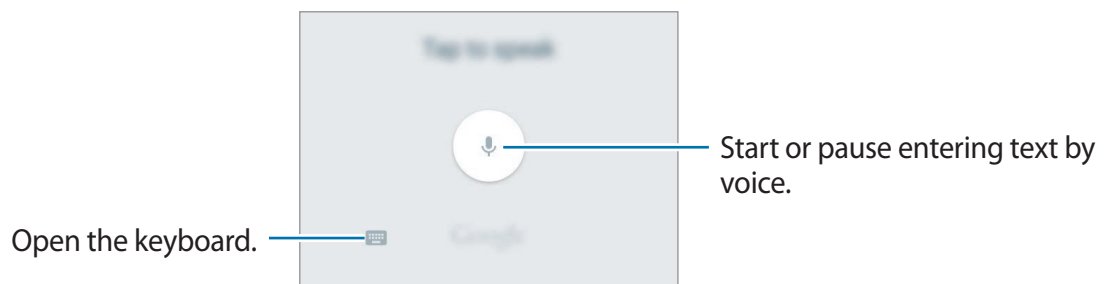 Tap to speak
Start or pause entering text by
voice.
Open the keyboard.
Google